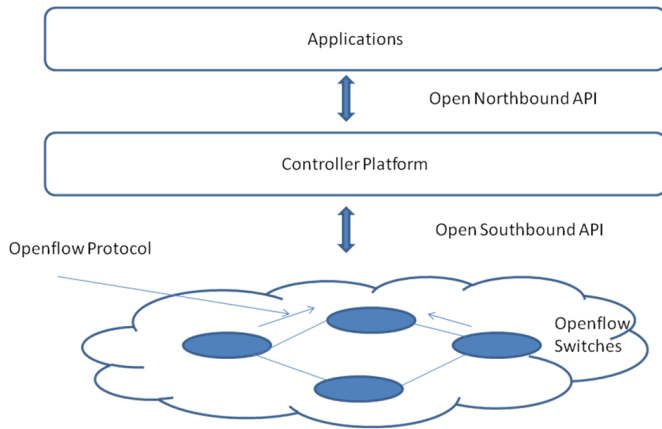 Applications
Open Northbound API
Controller Platform
Open Southbound API
Openflow Protocol
Openflow
Switches